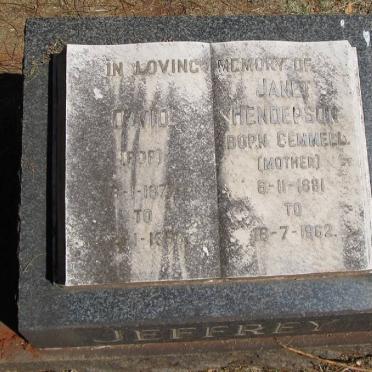 IN LOVING MEMORY OF
DAVID
(POP)
TO
JANET
HENDERSON
BORN GEMMELL
(MOTHER)
6-11-1881
TO
18-7-1962.
JEFFREY